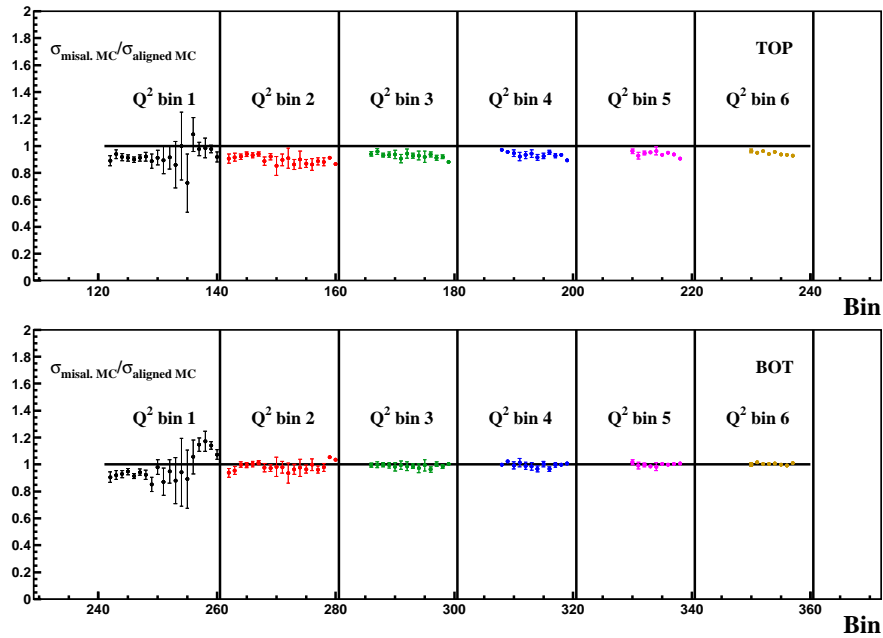 2
1.8
σmisal. MC/σaligned MC TOP
1.6
1.4
Q² bin 1 Q² bin 2 Q² bin 3 Q² bin 4 Q² bin 5 Q² bin 6
1.2
1
0.8
0.6
0.4
0.2
0
120 140 160 180 200 220 240
Bin
2
1.8
σmisal. MC/σaligned MC BOT
1.6
1.4
Q² bin 1 Q² bin 2 Q² bin 3 Q² bin 4 Q² bin 5 Q² bin 6
1.2
1
0.8
0.6
0.4
0.2
0
240 260 280 300 320 340 360
Bin